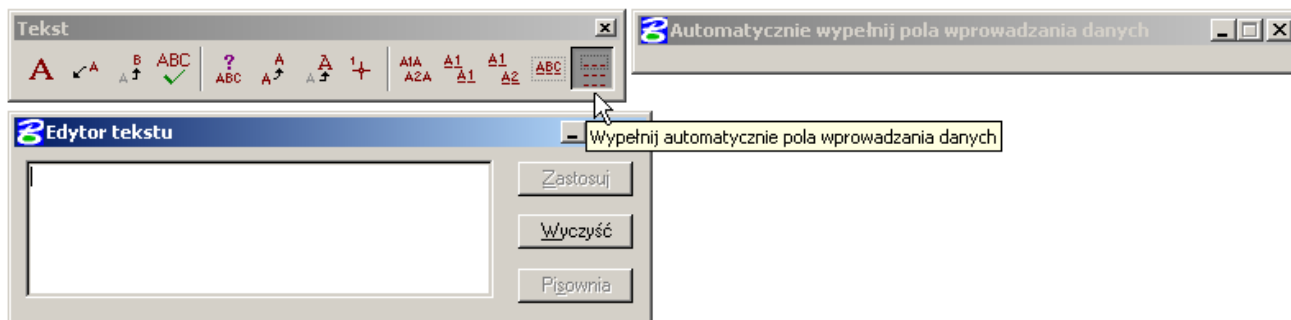 Tekst
Automatycznie wypełnij pola wprowadzania danych
A A B A ABC ? ABC A A A A 1 A1A A2A A1 A1 A1 A2 ABC
Wypełnij automatycznie pola wprowadzania danych
Edytor tekstu
Zastosuj
Wyczyść
Pisownia